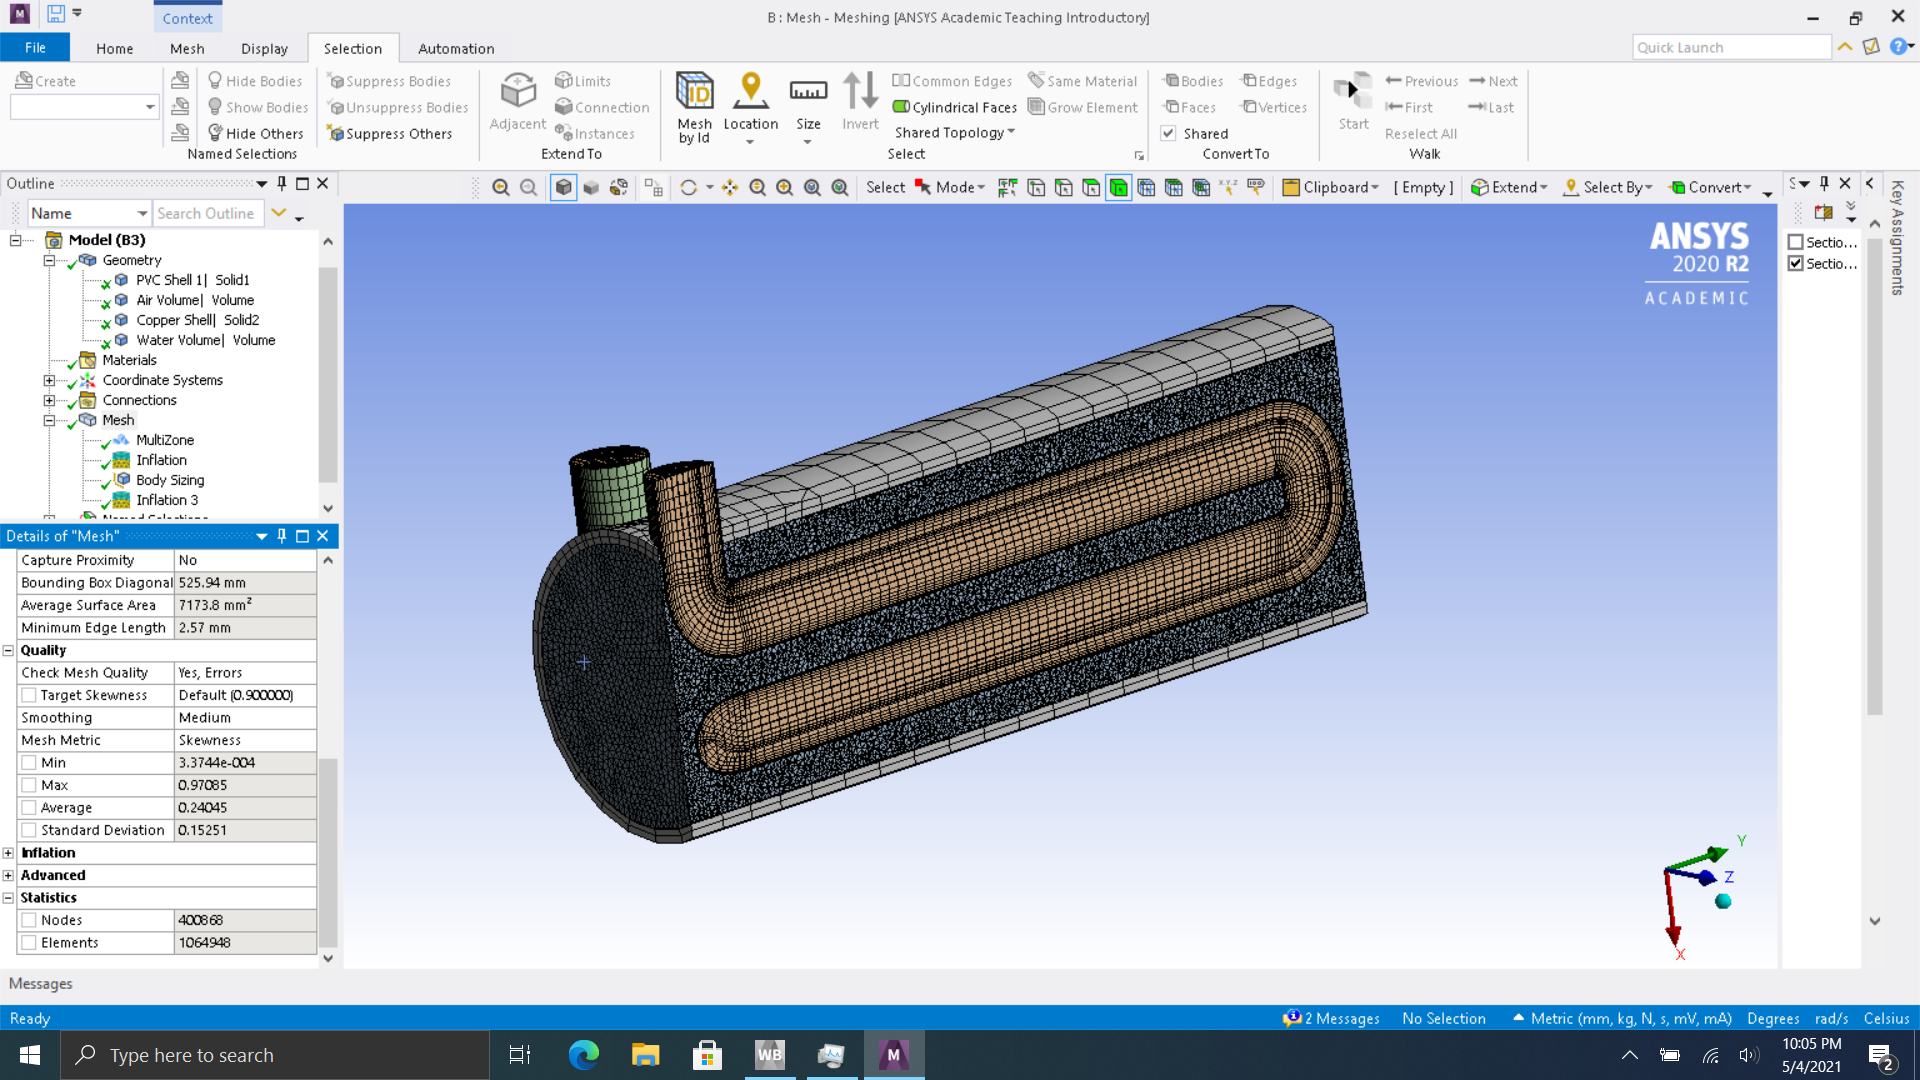 Context
B : Mesh - Meshing [ANSYS Academic Teaching Introductory]
File
Home
Mesh
Display
Selection
Automation
Quick Launch
Create
Hide Bodies
Show Bodies
Hide Others
Suppress Bodies
Unsuppress Bodies
Suppress Others
Named Selections
Adjacent
Limits
Connection
Instances
Extend To
Mesh by Id
Location
Size
Invert
Common Edges
Cylindrical Faces
Shared Topology
Same Material
Grow Element
Select
Bodies
Edges
Faces
Vertices
Shared
Convert To
Start
Previous
Next
First
Last
Reselect All
Walk
Outline
Name
Search Outline
Select
Mode
Clipboard
[ Empty ]
Extend
Select By
Convert
S
Key Assignments
Sectio...
Sectio...
Model (B3)
Geometry
PVC Shell 1| Solid1
Air Volume| Volume
Copper Shell| Solid2
Water Volume| Volume
Materials
Coordinate Systems
Connections
Mesh
MultiZone
Inflation
Body Sizing
Inflation 3
Details of "Mesh"
Capture Proximity No
Bounding Box Diagonal 525.94 mm
Average Surface Area 7173.8 mm²
Minimum Edge Length 2.57 mm
Quality
Check Mesh Quality Yes, Errors
Target Skewness Default (0.900000)
Smoothing Medium
Mesh Metric Skewness
Min 3.3744e-004
Max 0.97085
Average 0.24045
Standard Deviation 0.15251
Inflation
Advanced
Statistics
Nodes 400868
Elements 1064948
ANSYS
2020 R2
ACADEMIC
Y
Z
X
Messages
Ready
2 Messages
No Selection
Metric (mm, kg, N, s, mV, mA)
Degrees
rad/s
Celsius
Type here to search
WB
M
10:05 PM
5/4/2021
2